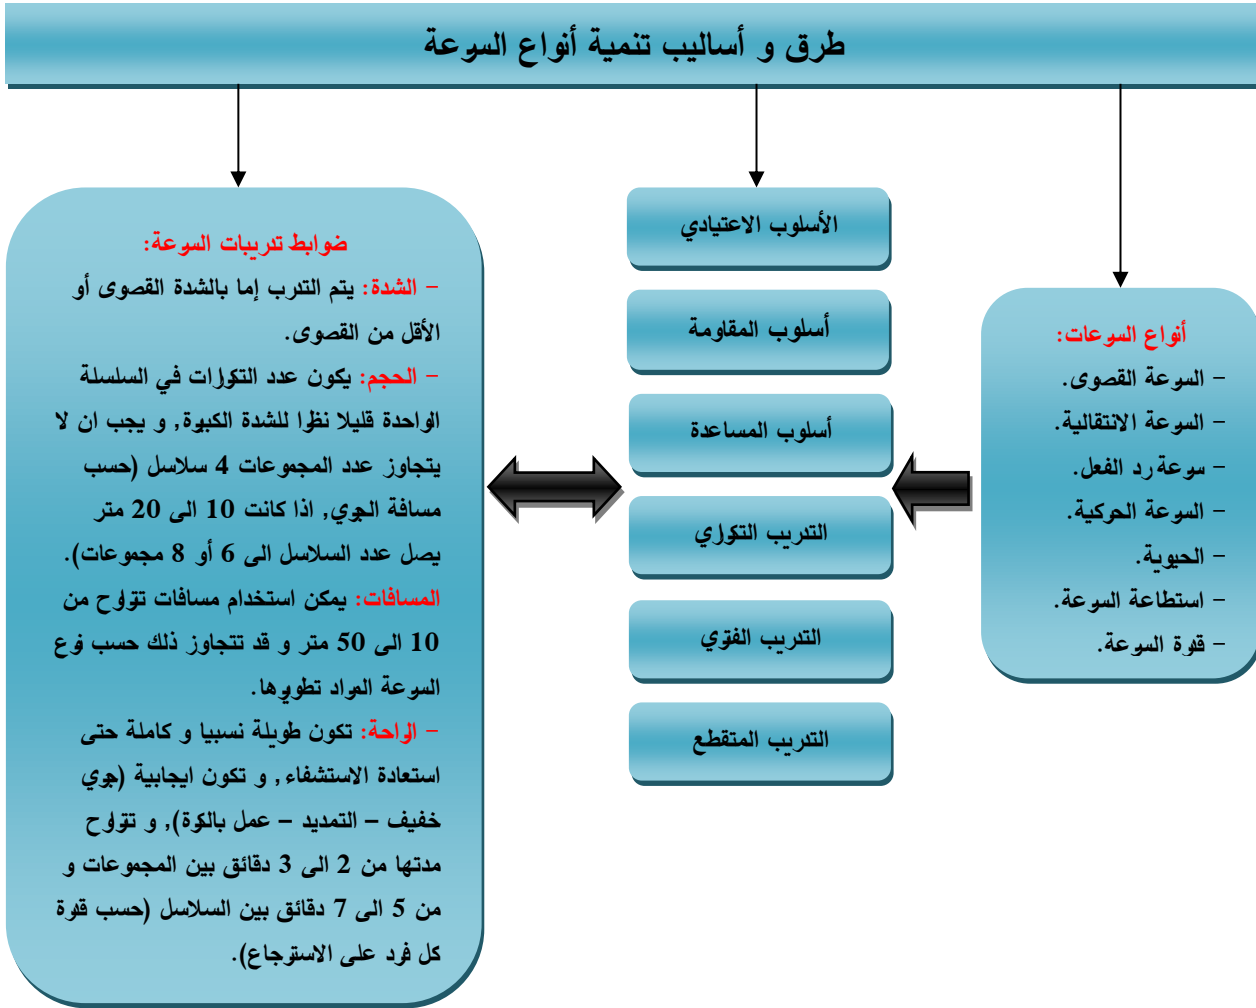 طرق و أساليب تنمية أنواع السرعة
أنواع السرعات:
– السرعة القصوى.
– السرعة الانتقالية.
– سرعة رد الفعل.
– السرعة الحركية.
– الحيوية.
– استطاعة السرعة.
– قدرة السرعة.
الأسلوب الاعتيادي
أسلوب المقاومة
أسلوب المساعدة
التدريب التكراري
التدريب الفتري
التدريب المتقطع
ضوابط تدريبات السرعة:
– الشدة: يتم التدرب إما بالشدة القصوى أو
الأقل من القصوى.
– الحجم: يكون عدد التكرارات في السلسلة
الواحدة قليلا نظرا للشدة الكبيرة, و يجب ان لا
يتجاوز عدد المجموعات 4 سلاسل (حسب
مسافة الجري, اذا كانت 10 الى 20 متر
يصل عدد السلاسل الى 6 أو 8 مجموعات).
المسافات: يمكن استخدام مسافات تتراوح من
10 الى 50 متر و قد تتجاوز ذلك حسب نوع
السرعة المراد تطويرها.
– الراحة: تكون طويلة نسبيا و كاملة حتى
استعادة الاستشفاء, و تكون ايجابية (جري
خفيف – التمديد – عمل بالكرة), و تتراوح
مدتها من 2 الى 3 دقائق بين المجموعات و
من 5 الى 7 دقائق بين السلاسل (حسب قدرة
كل فرد على الاسترجاع).